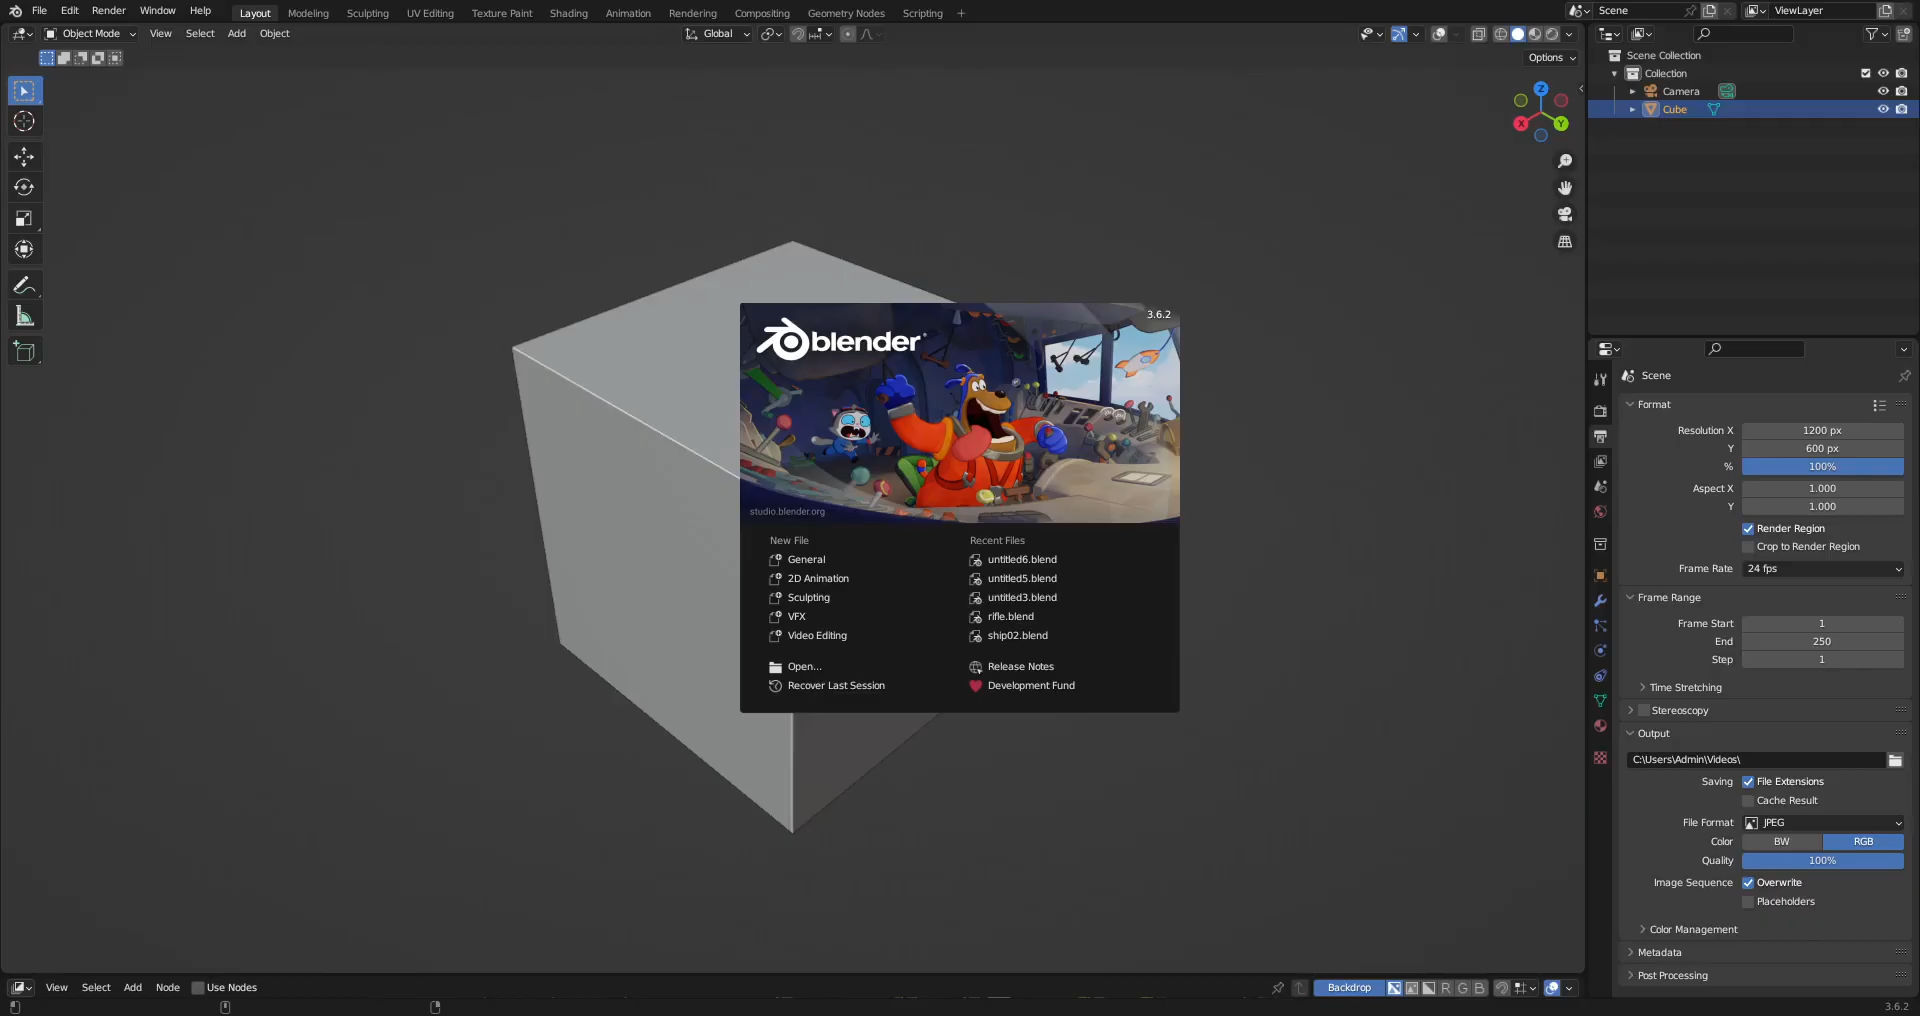 File Edit Render Window Help Layout Modeling Sculpting UV Editing Texture Paint Shading Animation Rendering Compositing Geometry Nodes Scripting + Scene ViewLayer
Object Mode View Select Add Object Global
Options
Scene Collection
Collection
Camera
Cube
Z
X
Y
3.6.2
blender
studio.blender.org
New File
General
2D Animation
Sculpting
VFX
Video Editing
Open...
Recover Last Session
Recent Files
untitled6.blend
untitled5.blend
untitled3.blend
rifle.blend
ship02.blend
Release Notes
Development Fund
Scene
Format
Resolution X 1200 px
Y 600 px
% 100%
Aspect X 1.000
Y 1.000
Render Region
Crop to Render Region
Frame Rate 24 fps
Frame Range
Frame Start 1
End 250
Step 1
Time Stretching
Stereoscopy
Output
C:\Users\Admin\Videos\
Saving File Extensions
Cache Result
File Format JPEG
Color BW RGB
Quality 100%
Image Sequence Overwrite
Placeholders
Color Management
Metadata
Post Processing
View Select Add Node Use Nodes Backdrop R G B
3.6.2